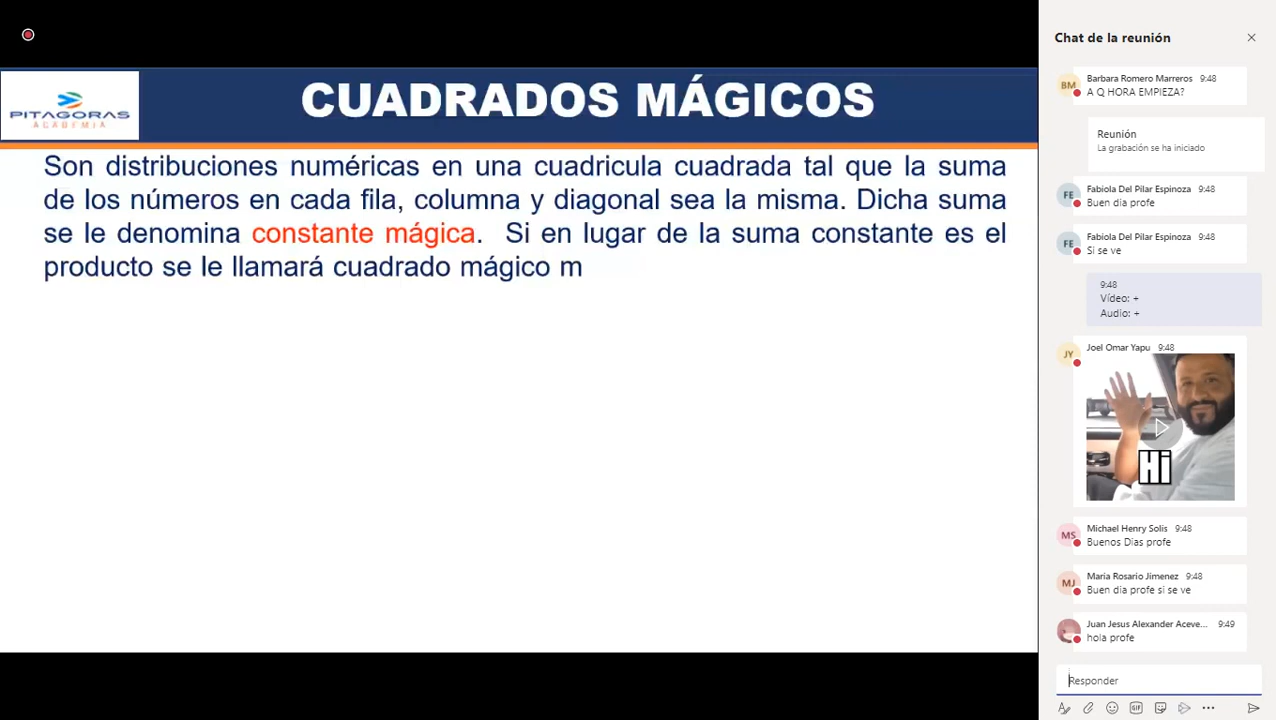 PITAGORAS
ACADEMIA
CUADRADOS MÁGICOS
Son distribuciones numéricas en una cuadricula cuadrada tal que la suma
de los números en cada fila, columna y diagonal sea la misma. Dicha suma
se le denomina constante mágica. Si en lugar de la suma constante es el
producto se le llamará cuadrado mágico m
Chat de la reunión
BM
Barbara Romero Marreros 9:48
A Q HORA EMPIEZA?
Reunión
La grabación se ha iniciado
FE
Fabiola Del Pilar Espinoza 9:48
Buen dia profe
FE
Fabiola Del Pilar Espinoza 9:48
Si se ve
9:48
Vídeo: +
Audio: +
JY
Joel Omar Yapu 9:48
Hi
MS
Michael Henry Solis 9:48
Buenos Dias profe
MJ
Maria Rosario Jimenez 9:48
Buen dia profe si se ve
Juan Jesus Alexander Aceve... 9:49
hola profe
Responder
GIF